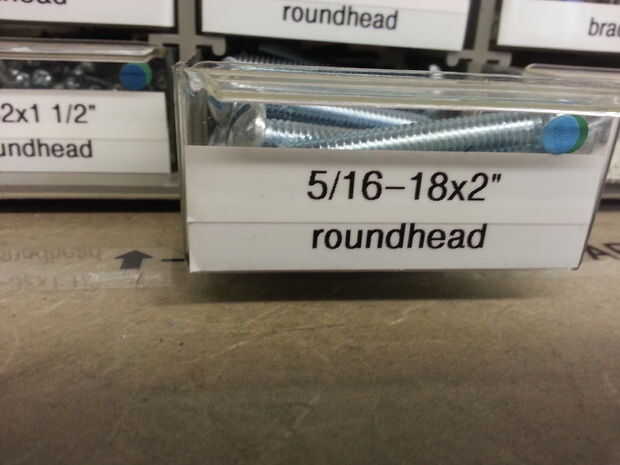 roundhead
2x1 1/2"
undhead
5/16–18x2"
roundhead